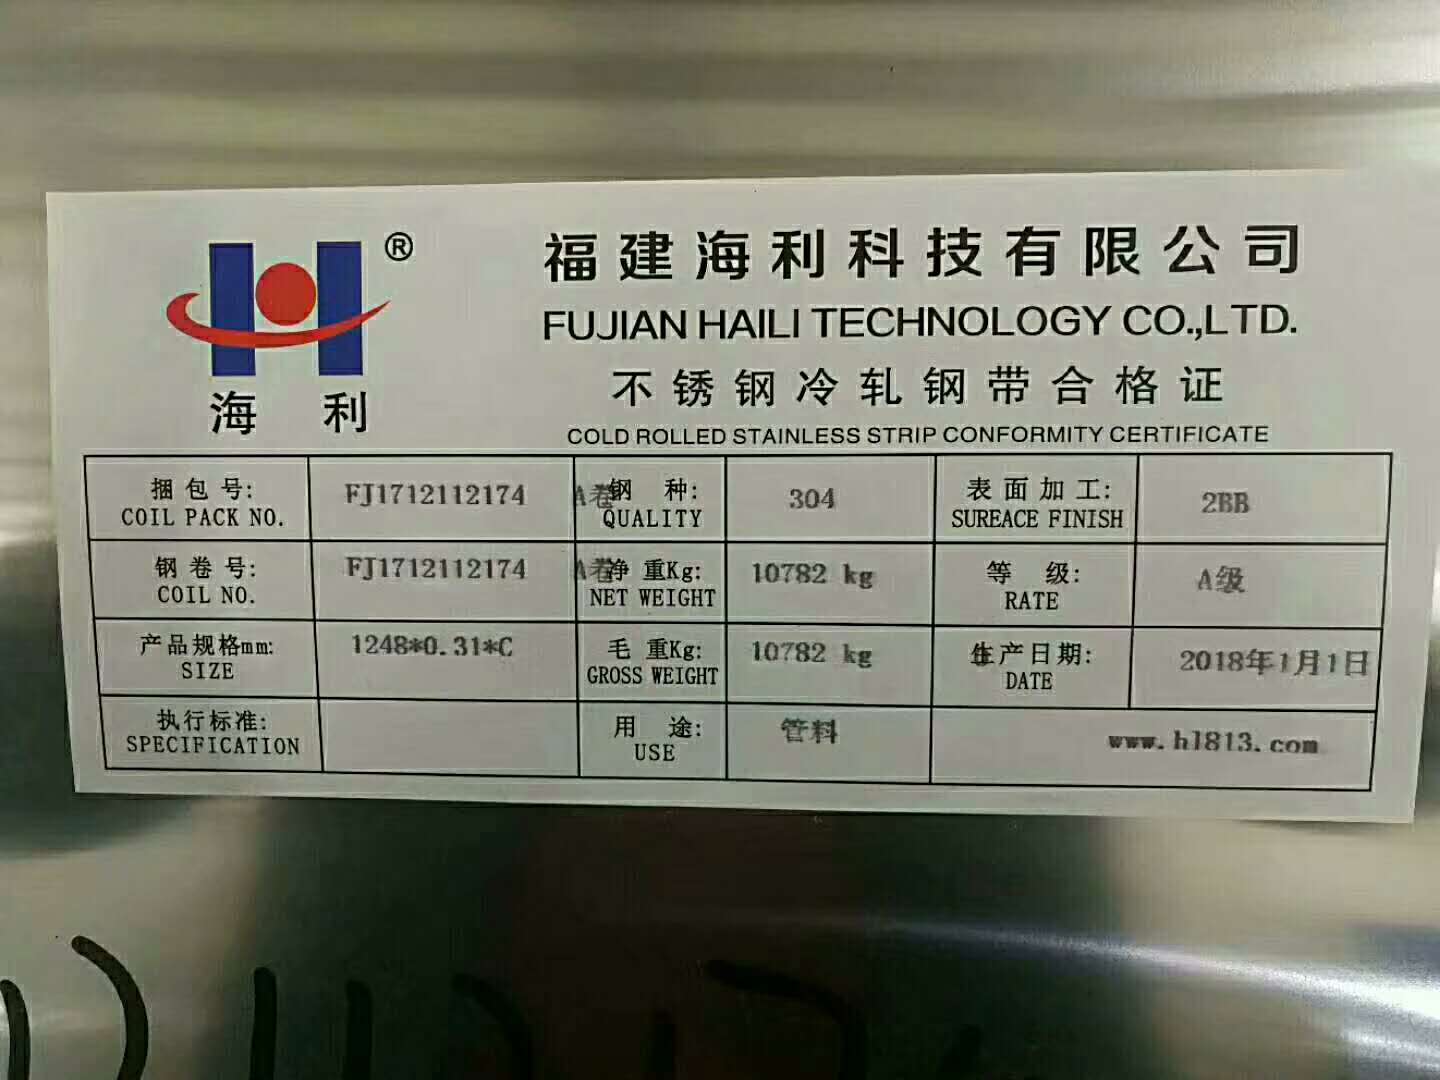 ®
海利
福建海利科技有限公司
FUJIAN HAILI TECHNOLOGY CO.,LTD.
不锈钢冷轧钢带合格证
COLD ROLLED STAINLESS STRIP CONFORMITY CERTIFICATE
捆包号: FJ1712112174 A卷 钢种: 304 表面加工: 2BB
COIL PACK NO. QUALITY SUREACE FINISH
钢卷号: FJ1712112174 A卷 净重Kg: 10782 kg 等级: A级
COIL NO. NET WEIGHT RATE
产品规格mm: 1248*0.31*C 毛重Kg: 10782 kg 生产日期: 2018年1月1日
SIZE GROSS WEIGHT DATE
执行标准: 用途: 管料 www.hl813.com
SPECIFICATION USE